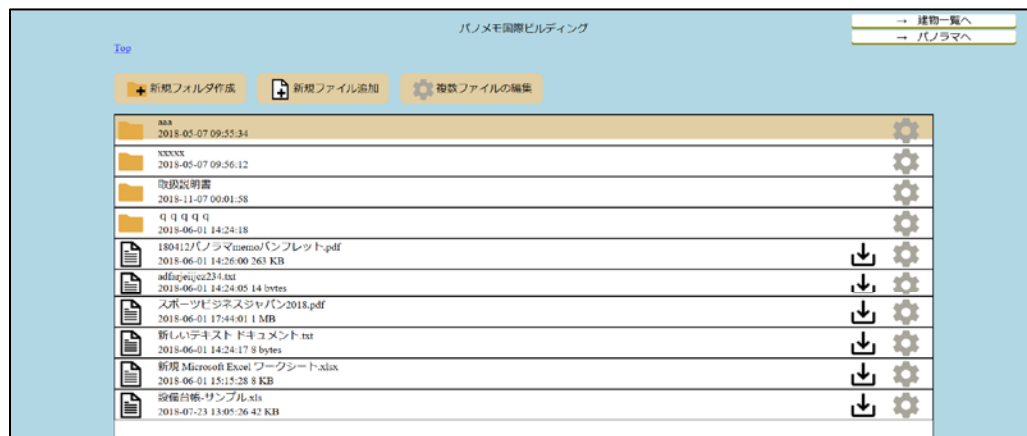 パノメモ国際ビルディング
→ 建物一覧へ
→ パノラマへ
Top
新規フォルダ作成
新規ファイル追加
複数ファイルの編集
aaa
2018-05-07 09:55:34
xxxxx
2018-05-07 09:56:12
取扱説明書
2018-11-07 00:01:58
ｑｑｑｑｑ
2018-06-01 14:24:18
180412パノラマmemoパンフレット.pdf
2018-06-01 14:26:00 263 KB
2018-06-01 14:24:05 14 bytes
スポーツビジネスジャパン2018.pdf
2018-06-01 17:44:01 1 MB
新しいテキスト ドキュメント.txt
2018-06-01 14:24:17 8 bytes
新規 Microsoft Excel ワークシート.xlsx
2018-06-01 15:15:28 8 KB
設備台帳-サンプル.xls
2018-07-23 13:05:26 42 KB